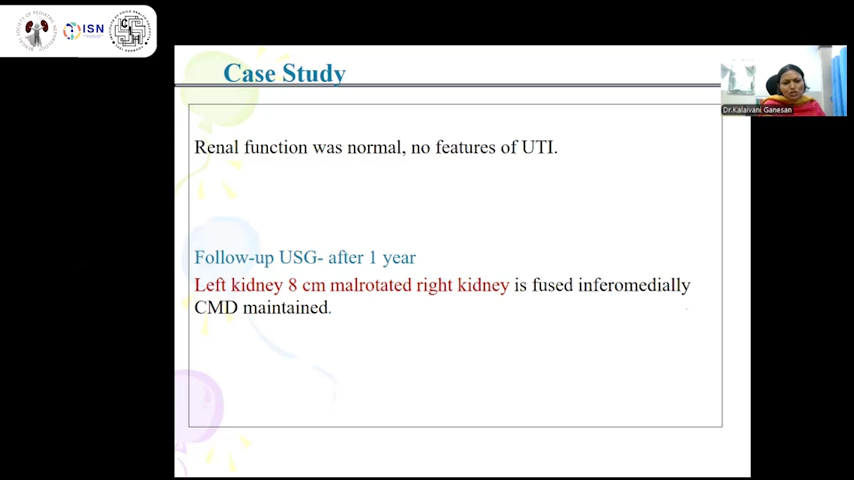 ISN
Case Study
Dr.Kalaivani Ganesan
Renal function was normal, no features of UTI.
Follow-up USG- after 1 year
Left kidney 8 cm malrotated right kidney is fused inferomedially
CMD maintained.